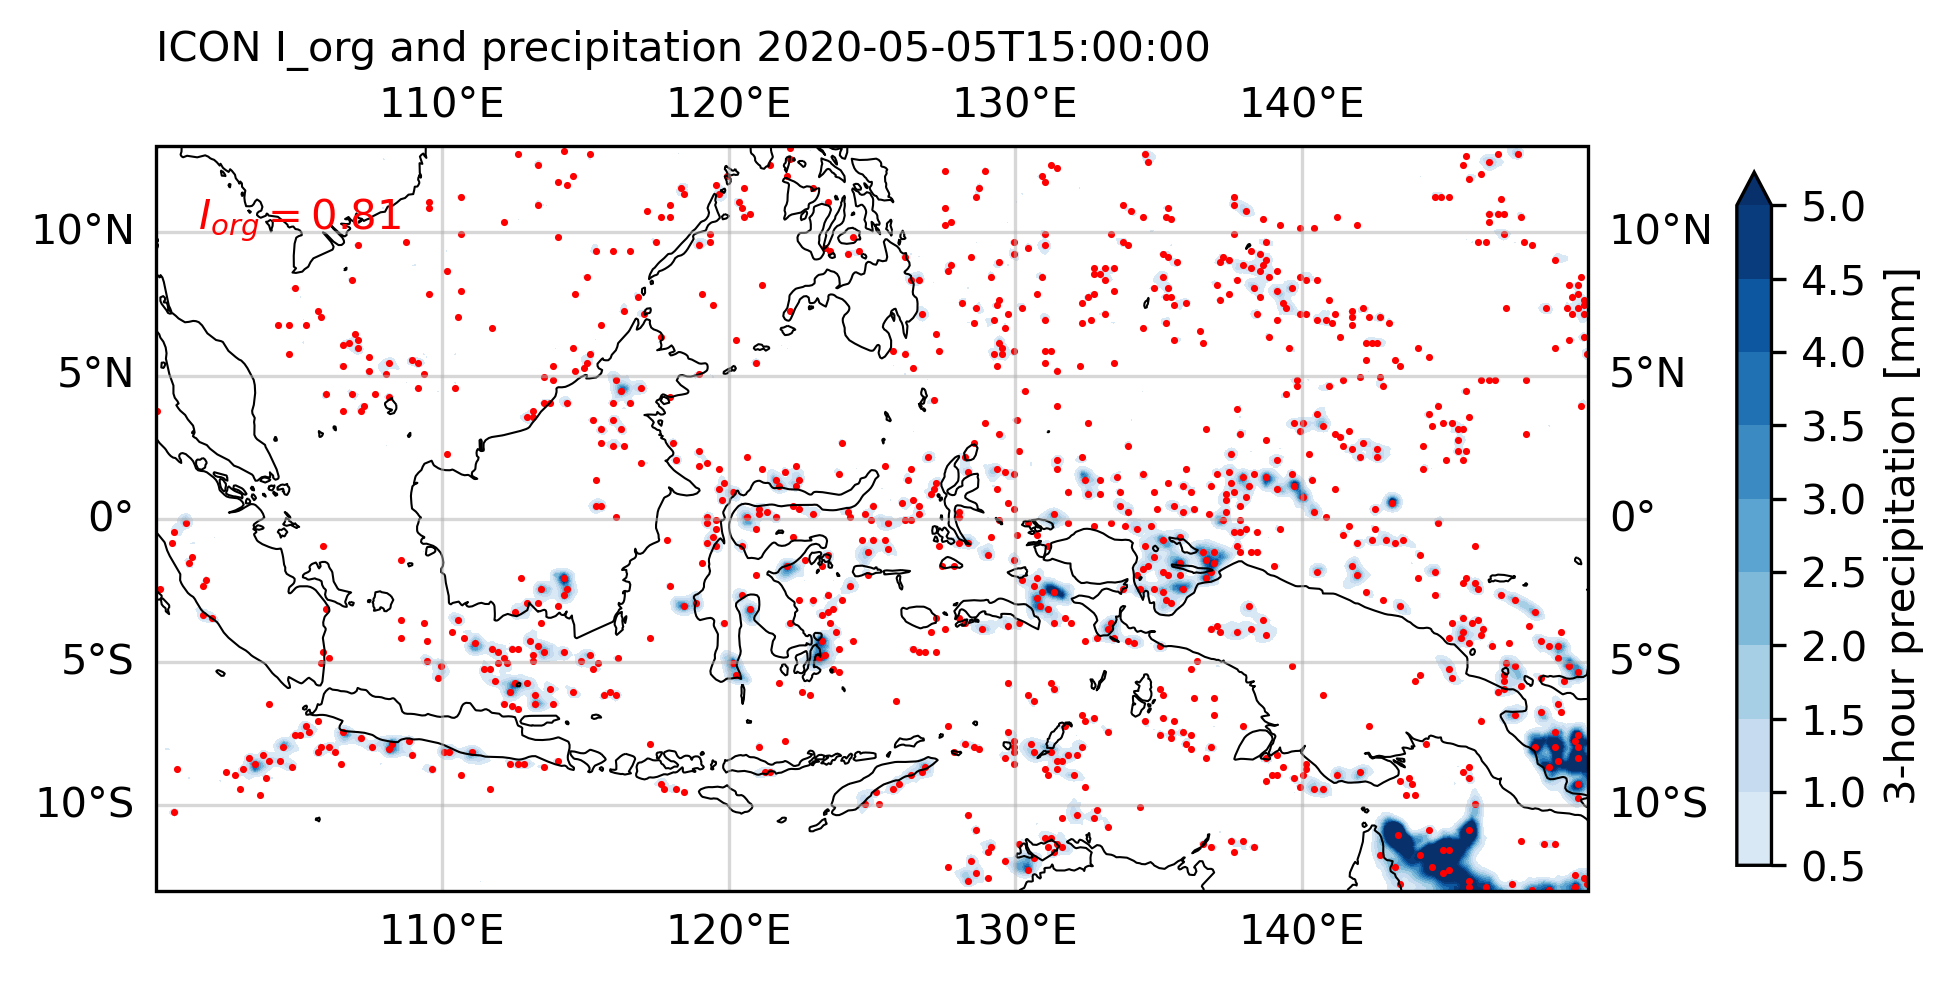 ICON I_org and precipitation 2020-05-05T15:00:00
110°E 120°E 130°E 140°E
I_org = 0.81
10°N 10°N
5°N 5°N
0° 0°
5°S 5°S
10°S 10°S
110°E 120°E 130°E 140°E
5.0
4.5
4.0
3.5
3.0
2.5
2.0
1.5
1.0
0.5
3-hour precipitation [mm]